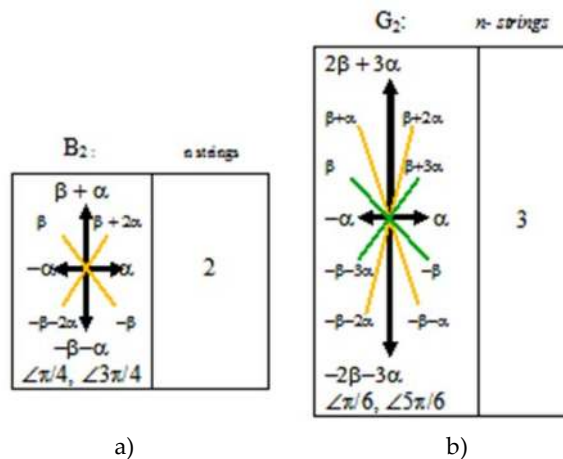 B₂ :
n strings
β + α
β
β + 2α
−α
α
2
−β−2α
−β
−β−α
∠π/4, ∠3π/4
a)
G₂:
n- strings
2β + 3α
β+α
β+2α
β
β+3α
−α
α
3
−β−3α
−β
−β−2α
−β−α
−2β−3α
∠π/6, ∠5π/6
b)